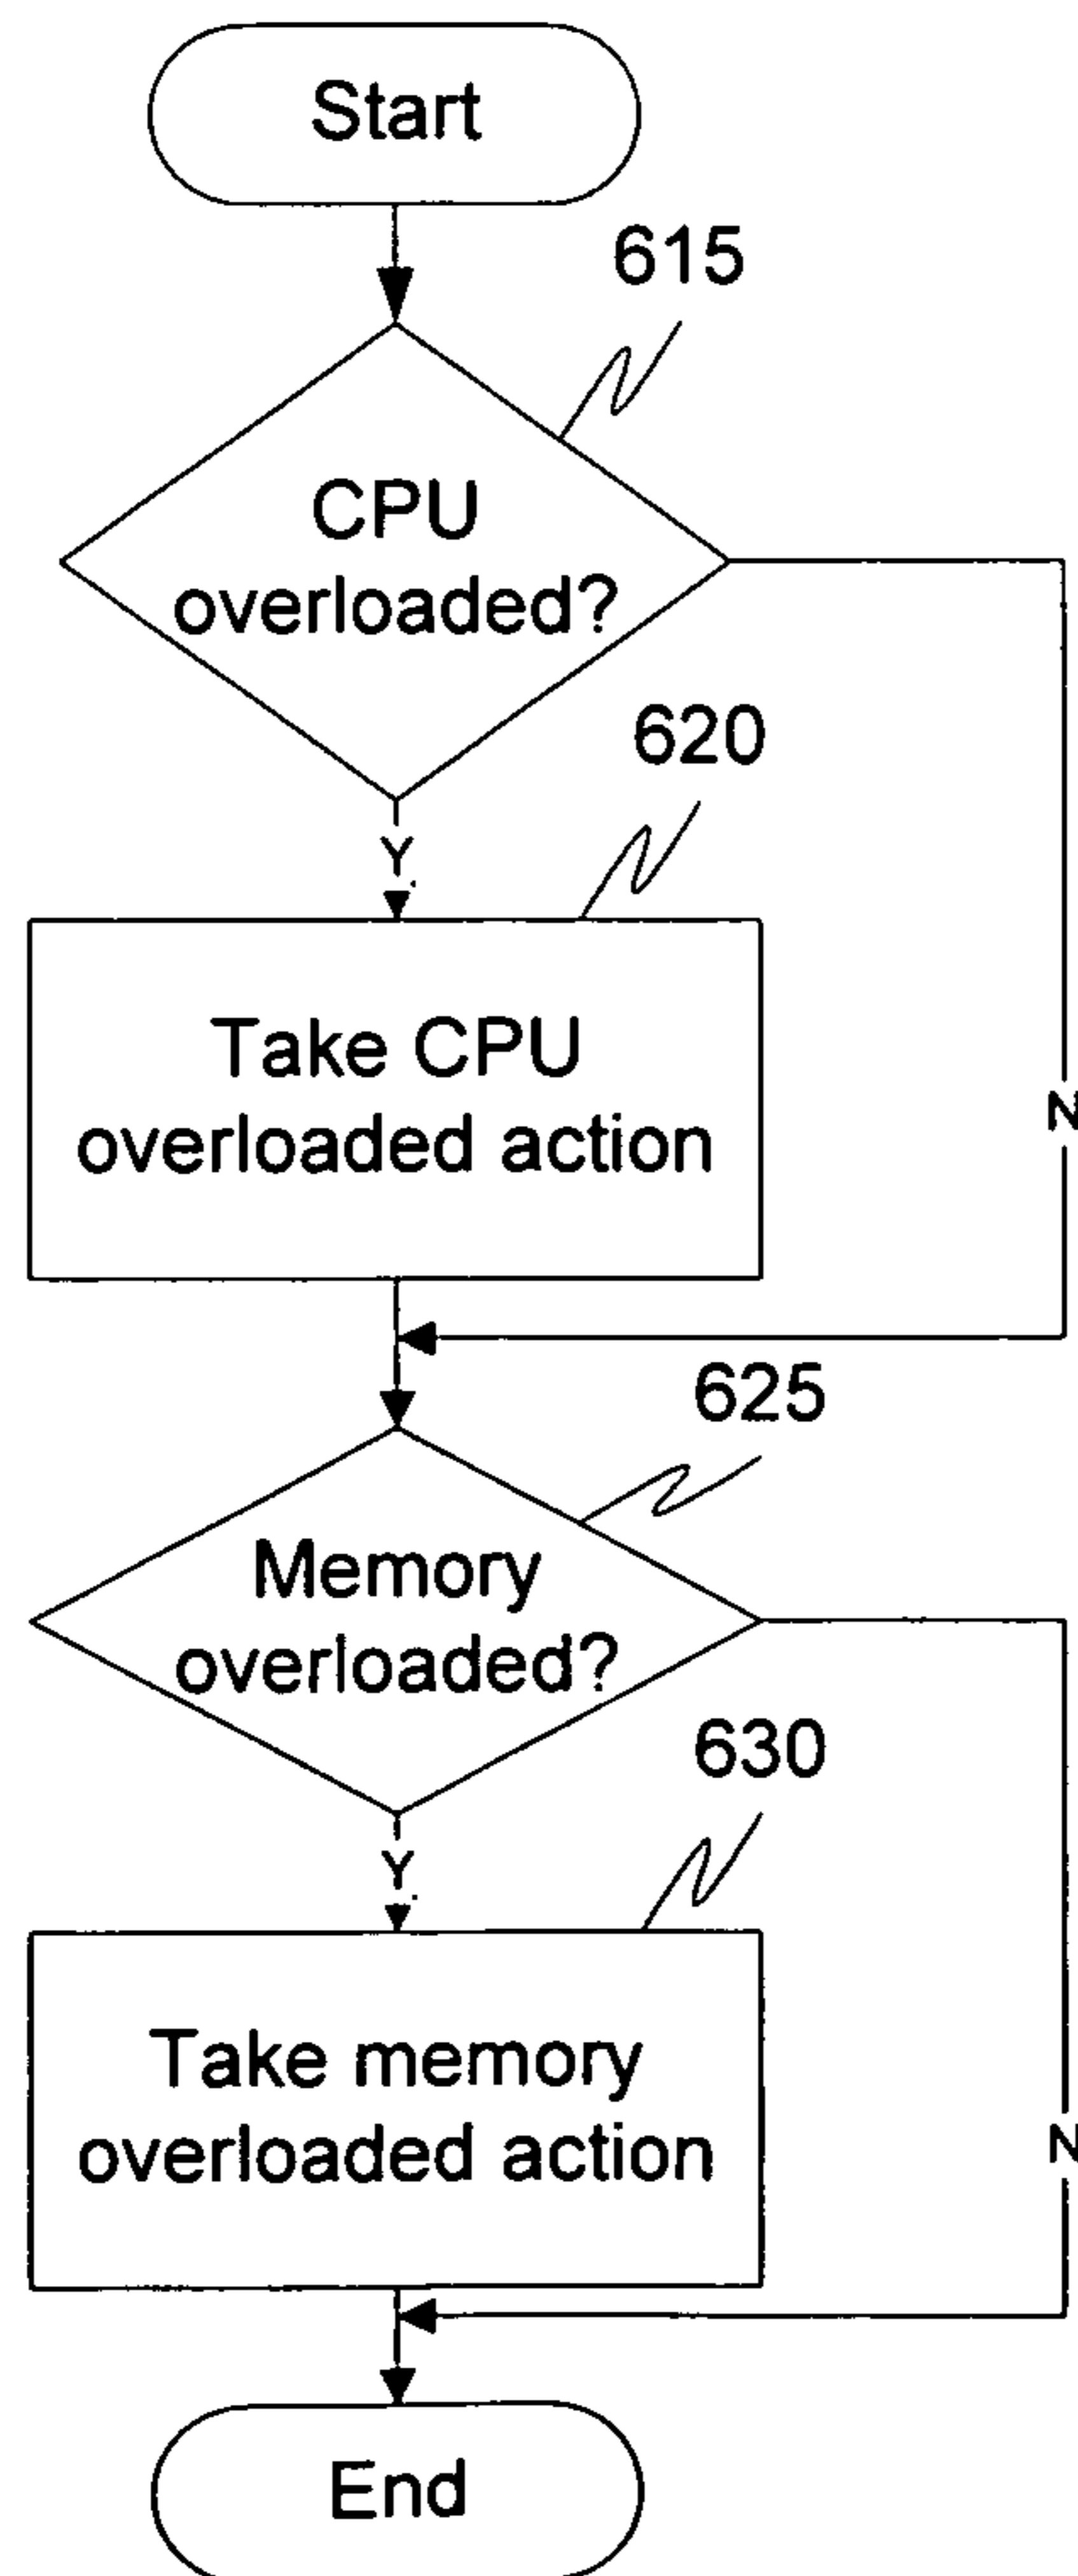 Start
615
CPU
overloaded?
620
Y
Take CPU
overloaded action
N
625
Memory
overloaded?
630
Y
Take memory
overloaded action
N
End